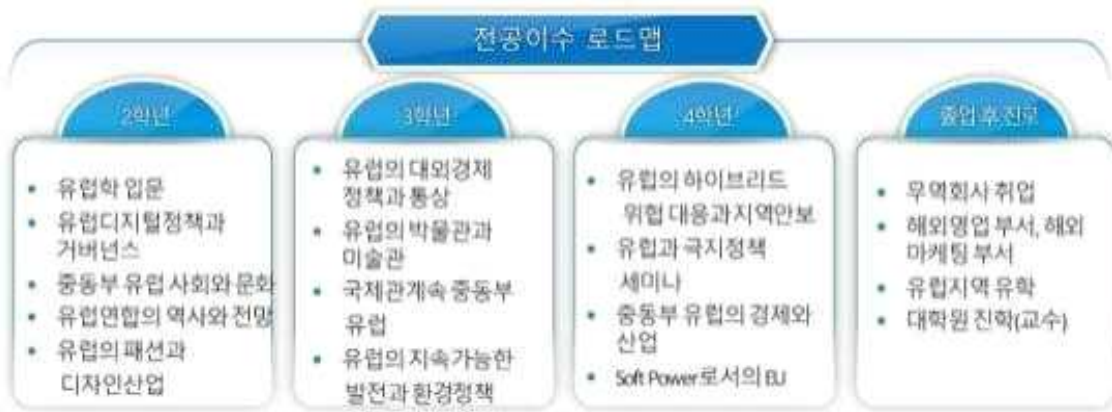 전공이수 로드맵
2학년
유럽학 입문
유럽디지털정책과
거버넌스
중동부 유럽 사회와 문화
유럽연합의 역사와 전망
유럽의 패션과
디자인산업
3학년
유럽의 대외경제
정책과 통상
유럽의 박물관과
미술관
국제관계속 중동부
유럽
유럽의 지속가능한
발전과 환경정책
4학년
유럽의 하이브리드
위협 대응과 지역안보
유럽과 극지정책
세미나
중동부 유럽의 경제와
산업
Soft Power로서의 EU
졸업 후 진로
무역회사 취업
해외영업 부서, 해외
마케팅 부서
유럽지역 유학
대학원 진학(교수)